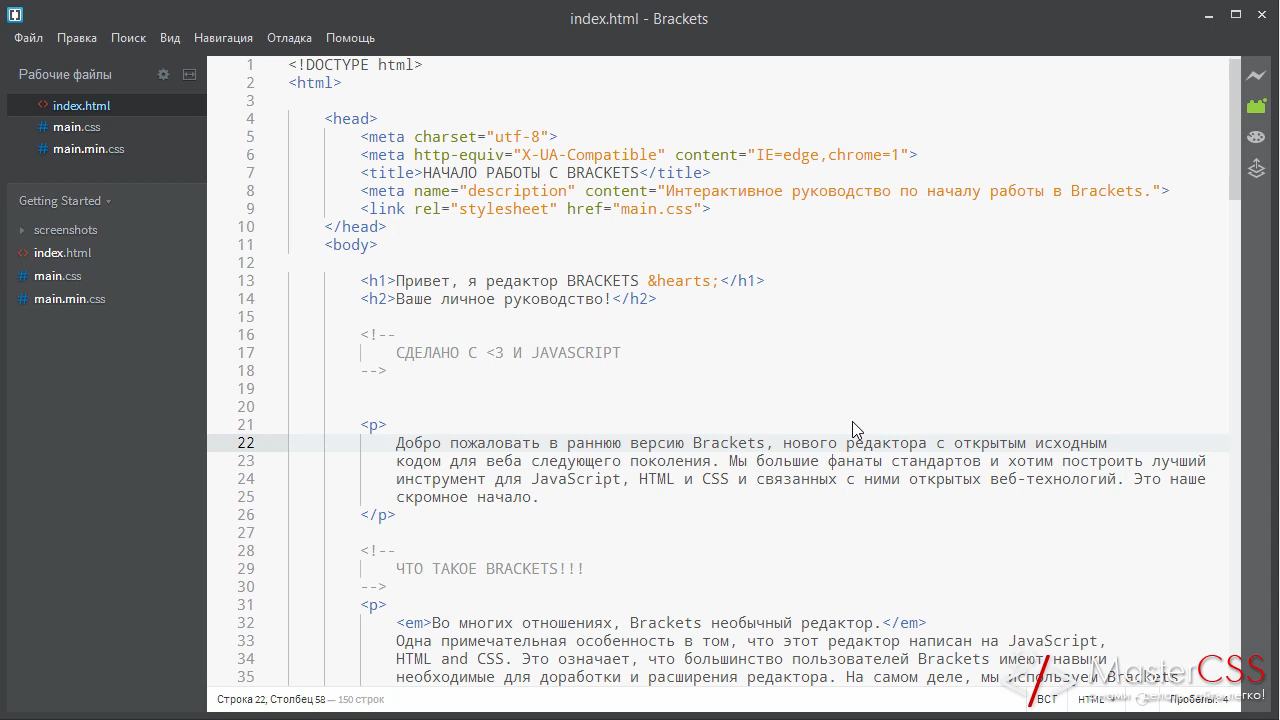 index.html - Brackets
Файл Правка Поиск Вид Навигация Отладка Помощь
Рабочие файлы
index.html
main.css
main.min.css
Getting Started
screenshots
index.html
main.css
main.min.css
1 <!DOCTYPE html>
2 <html>
3
4 <head>
5 <meta charset="utf-8">
6 <meta http-equiv="X-UA-Compatible" content="IE=edge,chrome=1">
7 <title>НАЧАЛО РАБОТЫ С BRACKETS</title>
8 <meta name="description" content="Интерактивное руководство по началу работы в Brackets.">
9 <link rel="stylesheet" href="main.css">
10 </head>
11 <body>
12
13 <h1>Привет, я редактор BRACKETS &hearts;</h1>
14 <h2>Ваше личное руководство!</h2>
15
16 <!--
17 СДЕЛАНО С <3 И JAVASCRIPT
18 -->
19
20
21 <p>
22 Добро пожаловать в раннюю версию Brackets, нового редактора с открытым исходным
23 кодом для веба следующего поколения. Мы большие фанаты стандартов и хотим построить лучший
24 инструмент для JavaScript, HTML и CSS и связанных с ними открытых веб-технологий. Это наше
25 скромное начало.
26 </p>
27
28 <!--
29 ЧТО ТАКОЕ BRACKETS!!!
30 -->
31 <p>
32 <em>Во многих отношениях, Brackets необычный редактор.</em>
33 Одна примечательная особенность в том, что этот редактор написан на JavaScript,
34 HTML and CSS. Это означает, что большинство пользователей Brackets имеют навыки
35 необходимые для доработки и расширения редактора. На самом деле, мы используем Brackets
MasterCSS
Строка 22, Столбец 58 — 150 строк
ВСТ HTML Пробелы: 4